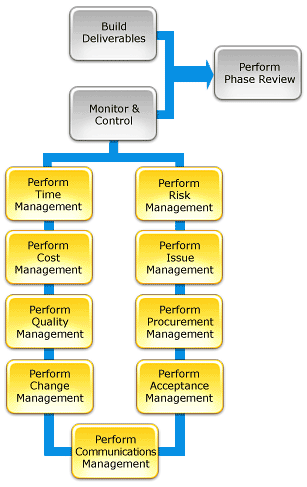 Build
Deliverables
Perform
Phase Review
Monitor &
Control
Perform
Time
Management
Perform
Risk
Management
Perform
Cost
Management
Perform
Issue
Management
Perform
Quality
Management
Perform
Procurement
Management
Perform
Change
Management
Perform
Acceptance
Management
Perform
Communications
Management